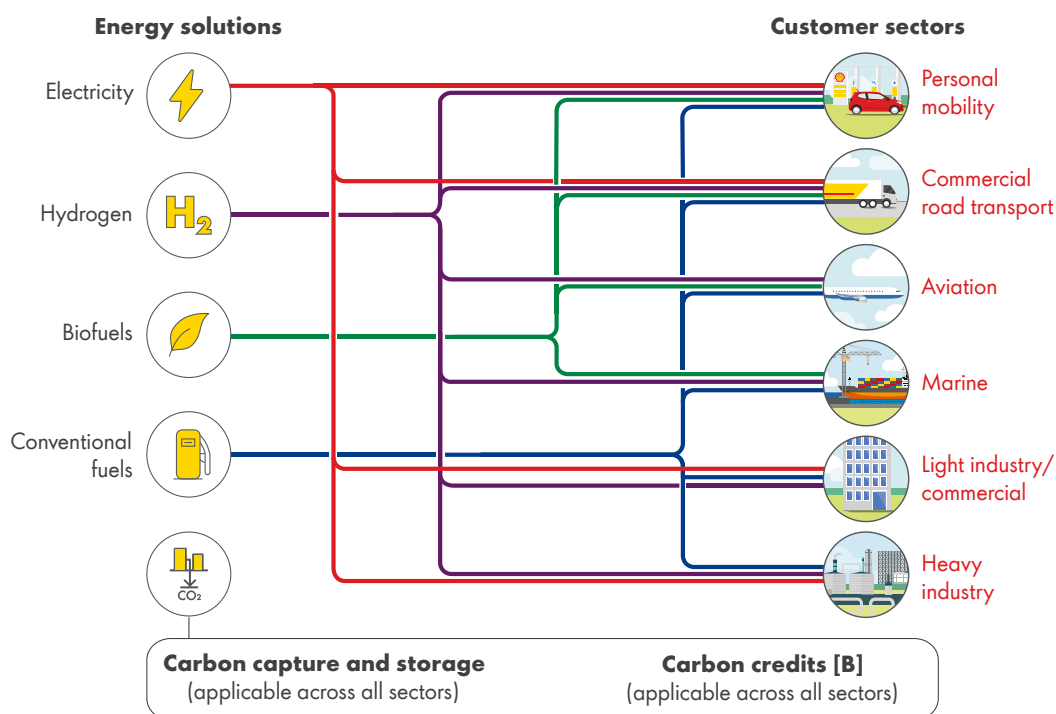 Energy solutions
Customer sectors
Electricity
Hydrogen
H2
Biofuels
Conventional
fuels
CO₂
Personal
mobility
Commercial
road transport
Aviation
Marine
Light industry/
commercial
Heavy
industry
Carbon capture and storage
(applicable across all sectors)
Carbon credits [B]
(applicable across all sectors)